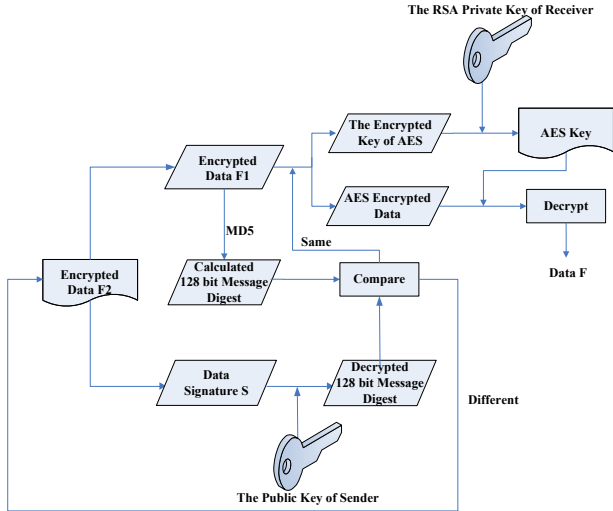 The RSA Private Key of Receiver
The Encrypted
Key of AES
AES Key
Encrypted
Data F1
AES Encrypted
Data
Decrypt
MD5
Same
Data F
Encrypted
Data F2
Calculated
128 bit Message
Digest
Compare
Data
Signature S
Decrypted
128 bit Message
Digest
Different
The Public Key of Sender